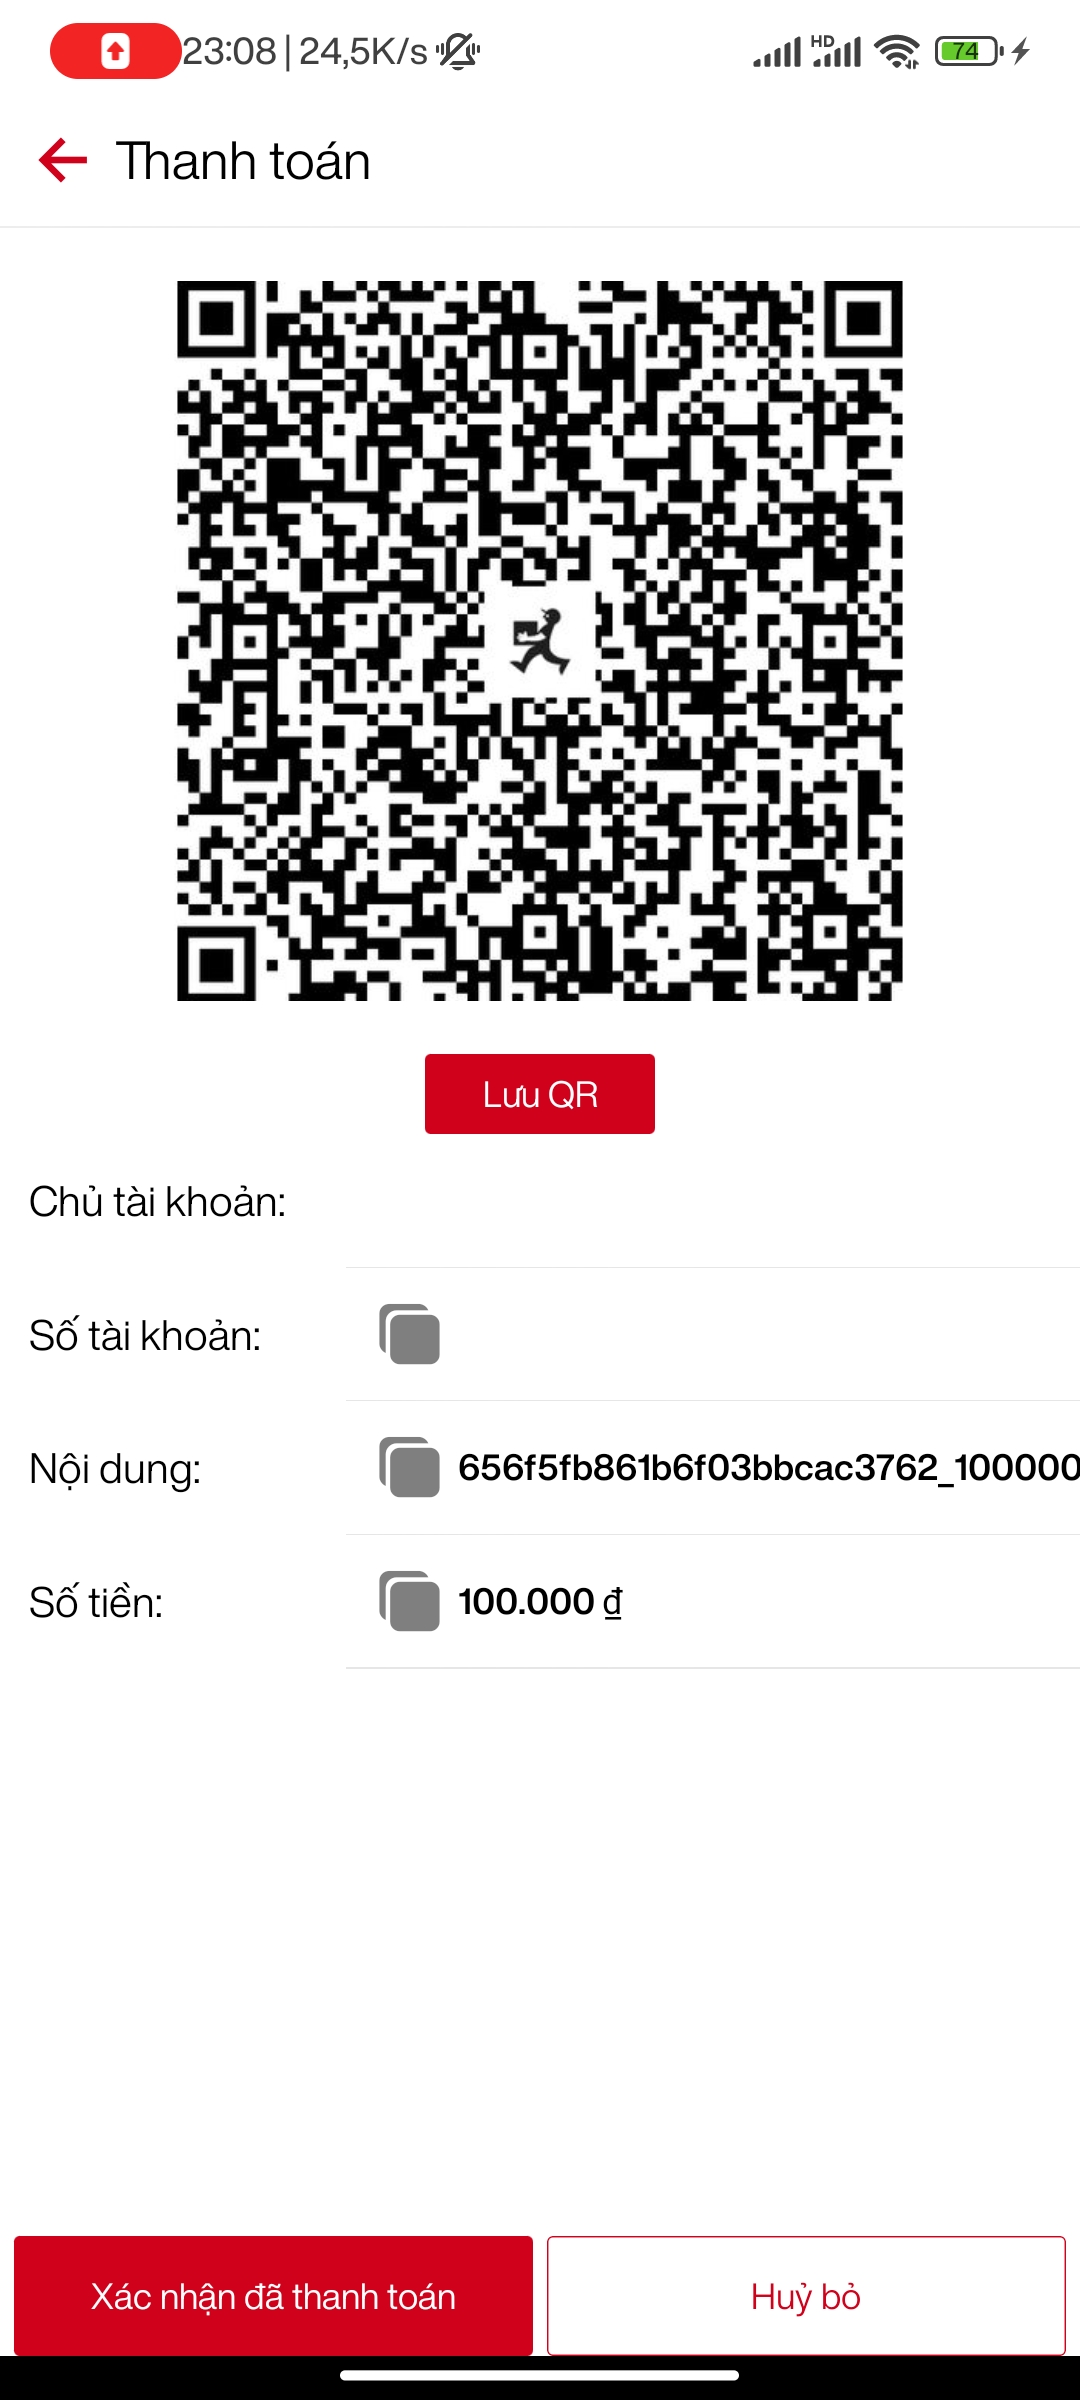 23:08 | 24,5K/s
HD
74
Thanh toán
Lưu QR
Chủ tài khoản:
Số tài khoản:
Nội dung: 656f5fb861b6f03bbcac3762_100000
Số tiền: 100.000 ₫
Xác nhận đã thanh toán
Huỷ bỏ